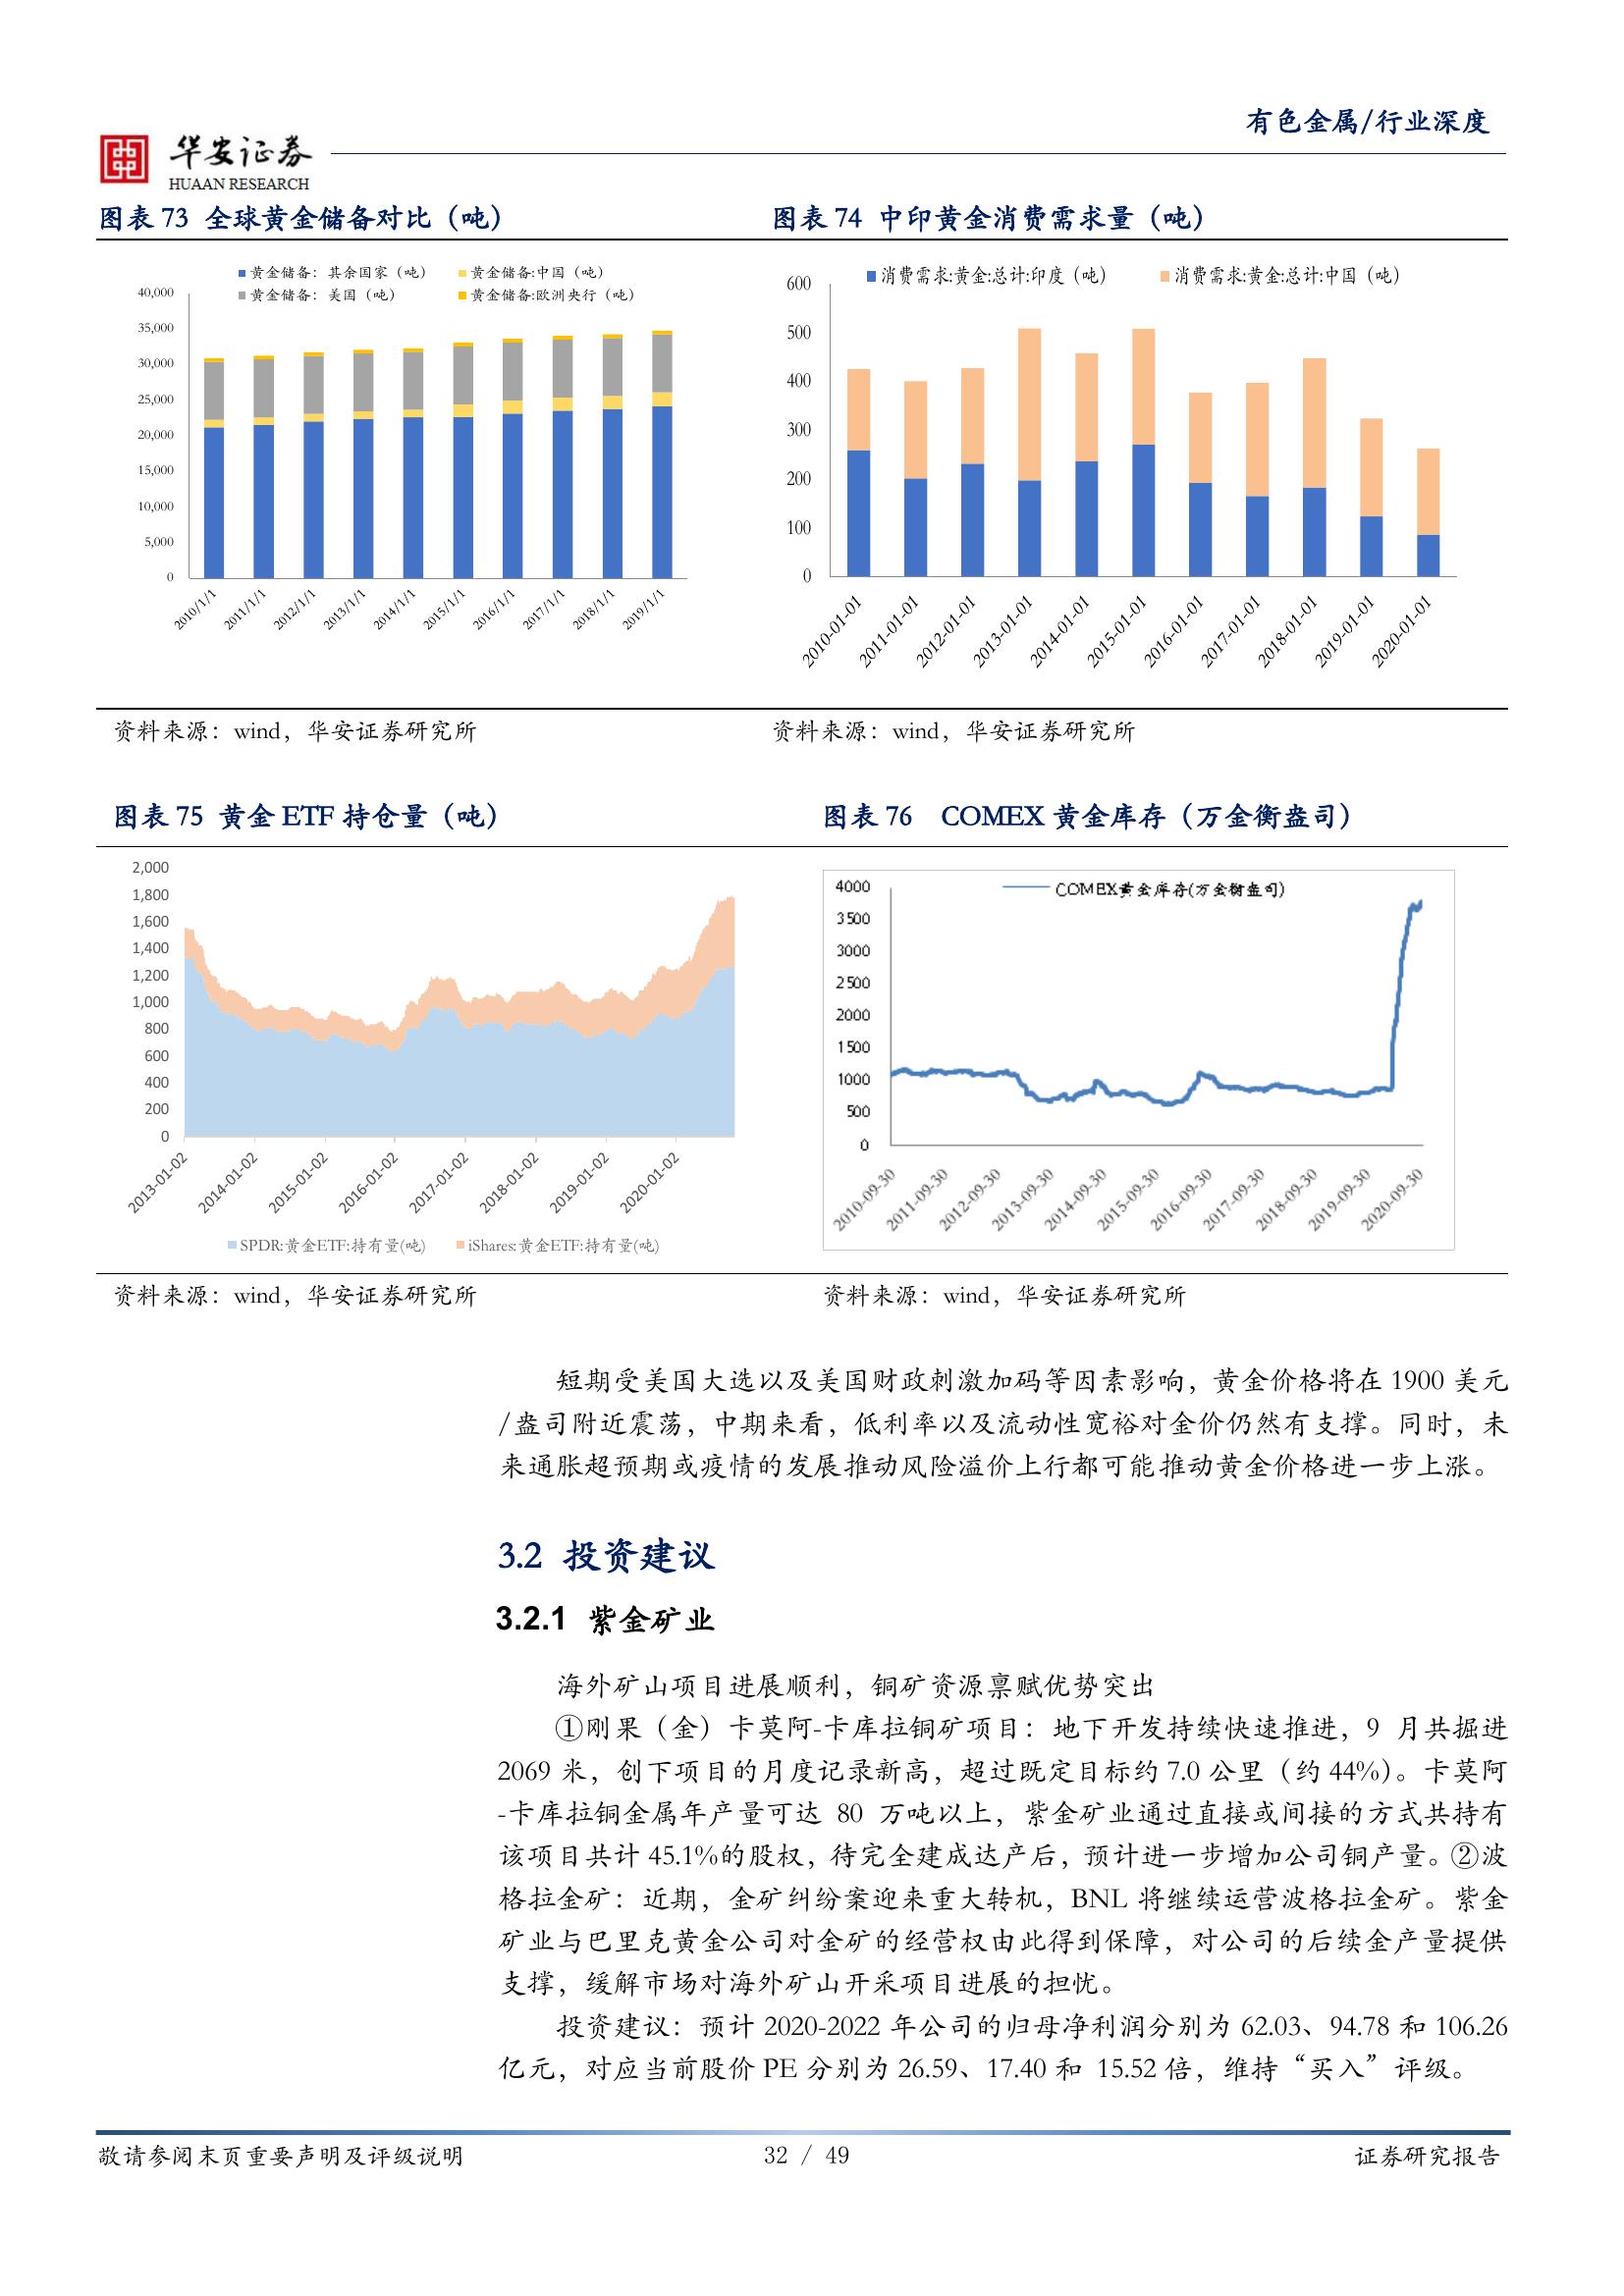 有色金属/行业深度
华安证券
HUAAN RESEARCH
图表 73 全球黄金储备对比（吨）
黄金储备：其余国家（吨）
黄金储备:中国（吨）
黄金储备：美国（吨）
黄金储备:欧洲央行（吨）
40,000
35,000
30,000
25,000
20,000
15,000
10,000
5,000
0
2010/1/1
2011/1/1
2012/1/1
2013/1/1
2014/1/1
2015/1/1
2016/1/1
2017/1/1
2018/1/1
2019/1/1
资料来源：wind，华安证券研究所
图表 74 中印黄金消费需求量（吨）
消费需求:黄金:总计:印度（吨）
消费需求:黄金:总计:中国（吨）
600
500
400
300
200
100
0
2010-01-01
2011-01-01
2012-01-01
2013-01-01
2014-01-01
2015-01-01
2016-01-01
2017-01-01
2018-01-01
2019-01-01
2020-01-01
资料来源：wind，华安证券研究所
图表 75 黄金 ETF 持仓量（吨）
2,000
1,800
1,600
1,400
1,200
1,000
800
600
400
200
0
2013-01-02
2014-01-02
2015-01-02
2016-01-02
2017-01-02
2018-01-02
2019-01-02
2020-01-02
SPDR:黄金ETF:持有量(吨)
iShares:黄金ETF:持有量(吨)
资料来源：wind，华安证券研究所
图表 76 COMEX 黄金库存（万金衡盎司）
COMEX黄金库存(万金衡盎司)
4000
3500
3000
2500
2000
1500
1000
500
0
2010-09-30
2011-09-30
2012-09-30
2013-09-30
2014-09-30
2015-09-30
2016-09-30
2017-09-30
2018-09-30
2019-09-30
2020-09-30
资料来源：wind，华安证券研究所
短期受美国大选以及美国财政刺激加码等因素影响，黄金价格将在 1900 美元
/盎司附近震荡，中期来看，低利率以及流动性宽裕对金价仍然有支撑。同时，未
来通胀超预期或疫情的发展推动风险溢价上行都可能推动黄金价格进一步上涨。
3.2 投资建议
3.2.1 紫金矿业
海外矿山项目进展顺利，铜矿资源禀赋优势突出
①刚果（金）卡莫阿-卡库拉铜矿项目：地下开发持续快速推进，9 月共掘进
2069 米，创下项目的月度记录新高，超过既定目标约 7.0 公里（约 44%）。卡莫阿
-卡库拉铜金属年产量可达 80 万吨以上，紫金矿业通过直接或间接的方式共持有
该项目共计 45.1%的股权，待完全建成达产后，预计进一步增加公司铜产量。②波
格拉金矿：近期，金矿纠纷案迎来重大转机，BNL 将继续运营波格拉金矿。紫金
矿业与巴里克黄金公司对金矿的经营权由此得到保障，对公司的后续金产量提供
支撑，缓解市场对海外矿山开采项目进展的担忧。
投资建议：预计 2020-2022 年公司的归母净利润分别为 62.03、94.78 和 106.26
亿元，对应当前股价 PE 分别为 26.59、17.40 和 15.52 倍，维持“买入”评级。
敬请参阅末页重要声明及评级说明
32 / 49
证券研究报告